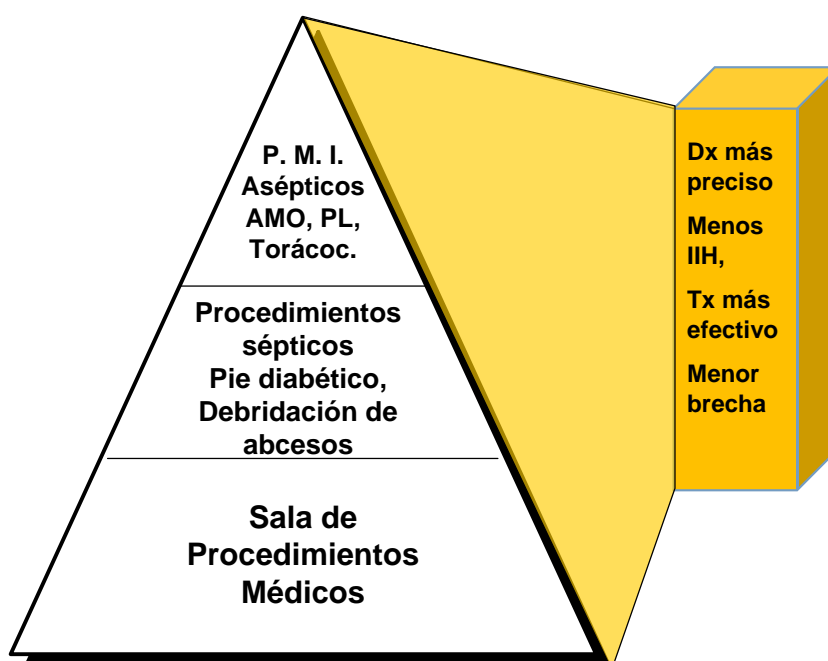 P. M. I.
Asépticos
AMO, PL,
Torácoc.
Procedimientos
sépticos
Pie diabético,
Debridación de
abcesos
Sala de
Procedimientos
Médicos
Dx más
preciso
Menos
IIH,
Tx más
efectivo
Menor
brecha